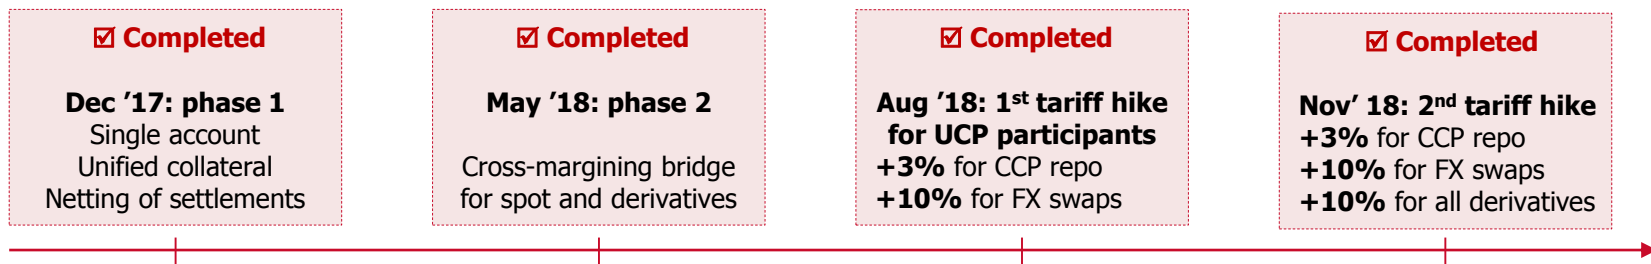 ☑ Completed
Dec ’17: phase 1
Single account
Unified collateral
Netting of settlements
☑ Completed
May ’18: phase 2
Cross-margining bridge
for spot and derivatives
☑ Completed
Aug ’18: 1st tariff hike
for UCP participants
+3% for CCP repo
+10% for FX swaps
☑ Completed
Nov’ 18: 2nd tariff hike
+3% for CCP repo
+10% for FX swaps
+10% for all derivatives